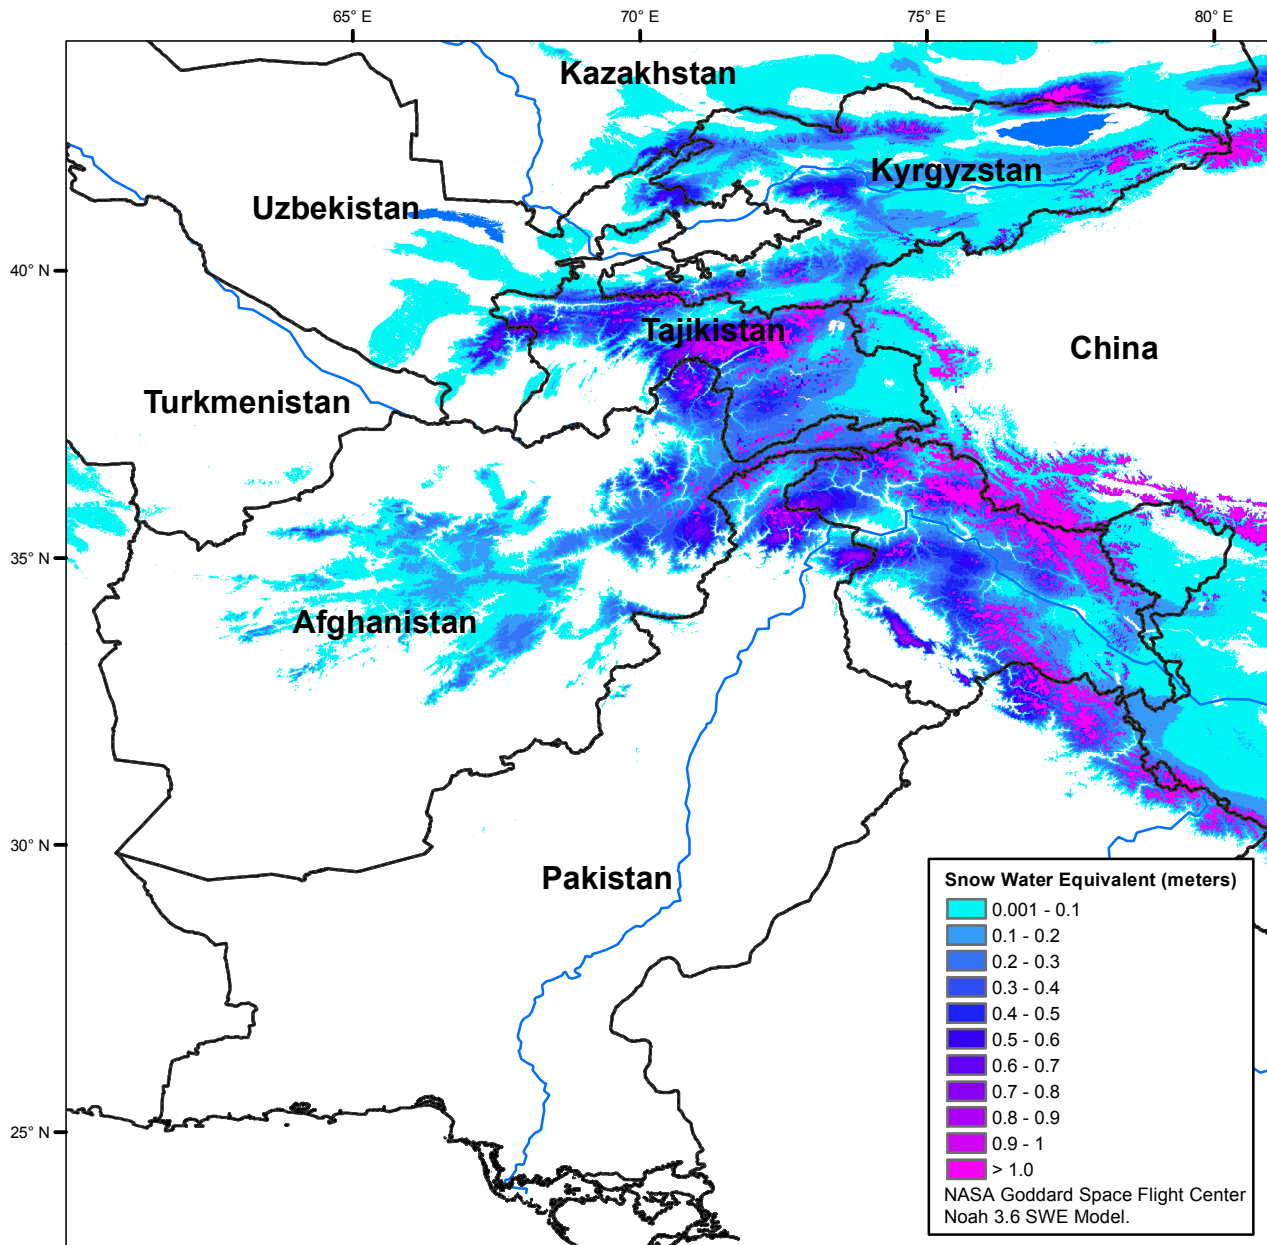 65° E
70° E
75° E
80° E
Kazakhstan
Kyrgyzstan
Uzbekistan
40° N
Tajikistan
China
Turkmenistan
35° N
Afghanistan
30° N
Pakistan
25° N
Snow Water Equivalent (meters)
0.001 - 0.1
0.1 - 0.2
0.2 - 0.3
0.3 - 0.4
0.4 - 0.5
0.5 - 0.6
0.6 - 0.7
0.7 - 0.8
0.8 - 0.9
0.9 - 1
> 1.0
NASA Goddard Space Flight Center
Noah 3.6 SWE Model.